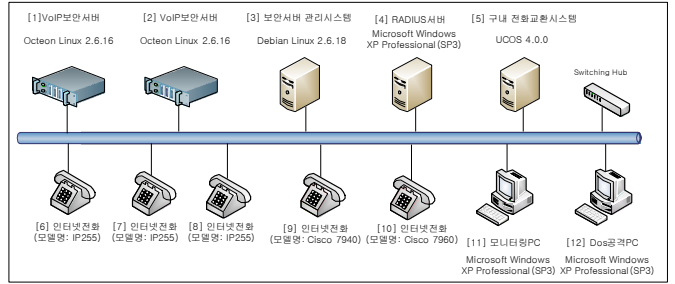 [1]VoIP보안서버
Octeon Linux 2.6.16
[2] VoIP보안서버
Octeon Linux 2.6.16
[3] 보안서버 관리시스템
Debian Linux 2.6.18
[4] RADIUS서버
Microsoft Windows
XP Professional(SP3)
[5] 구내 전화교환시스템
UCOS 4.0.0
Switching Hub
[6] 인터넷전화
(모델명: IP255)
[7] 인터넷전화
(모델명: IP255)
[8] 인터넷전화
(모델명: IP255)
[9] 인터넷전화
(모델명: Cisco 7940)
[10] 인터넷전화
(모델명: Cisco 7960)
[11] 모니터링PC
Microsoft Windows
XP Professional(SP3)
[12] Dos공격PC
Microsoft Windows
XP Professional(SP3)